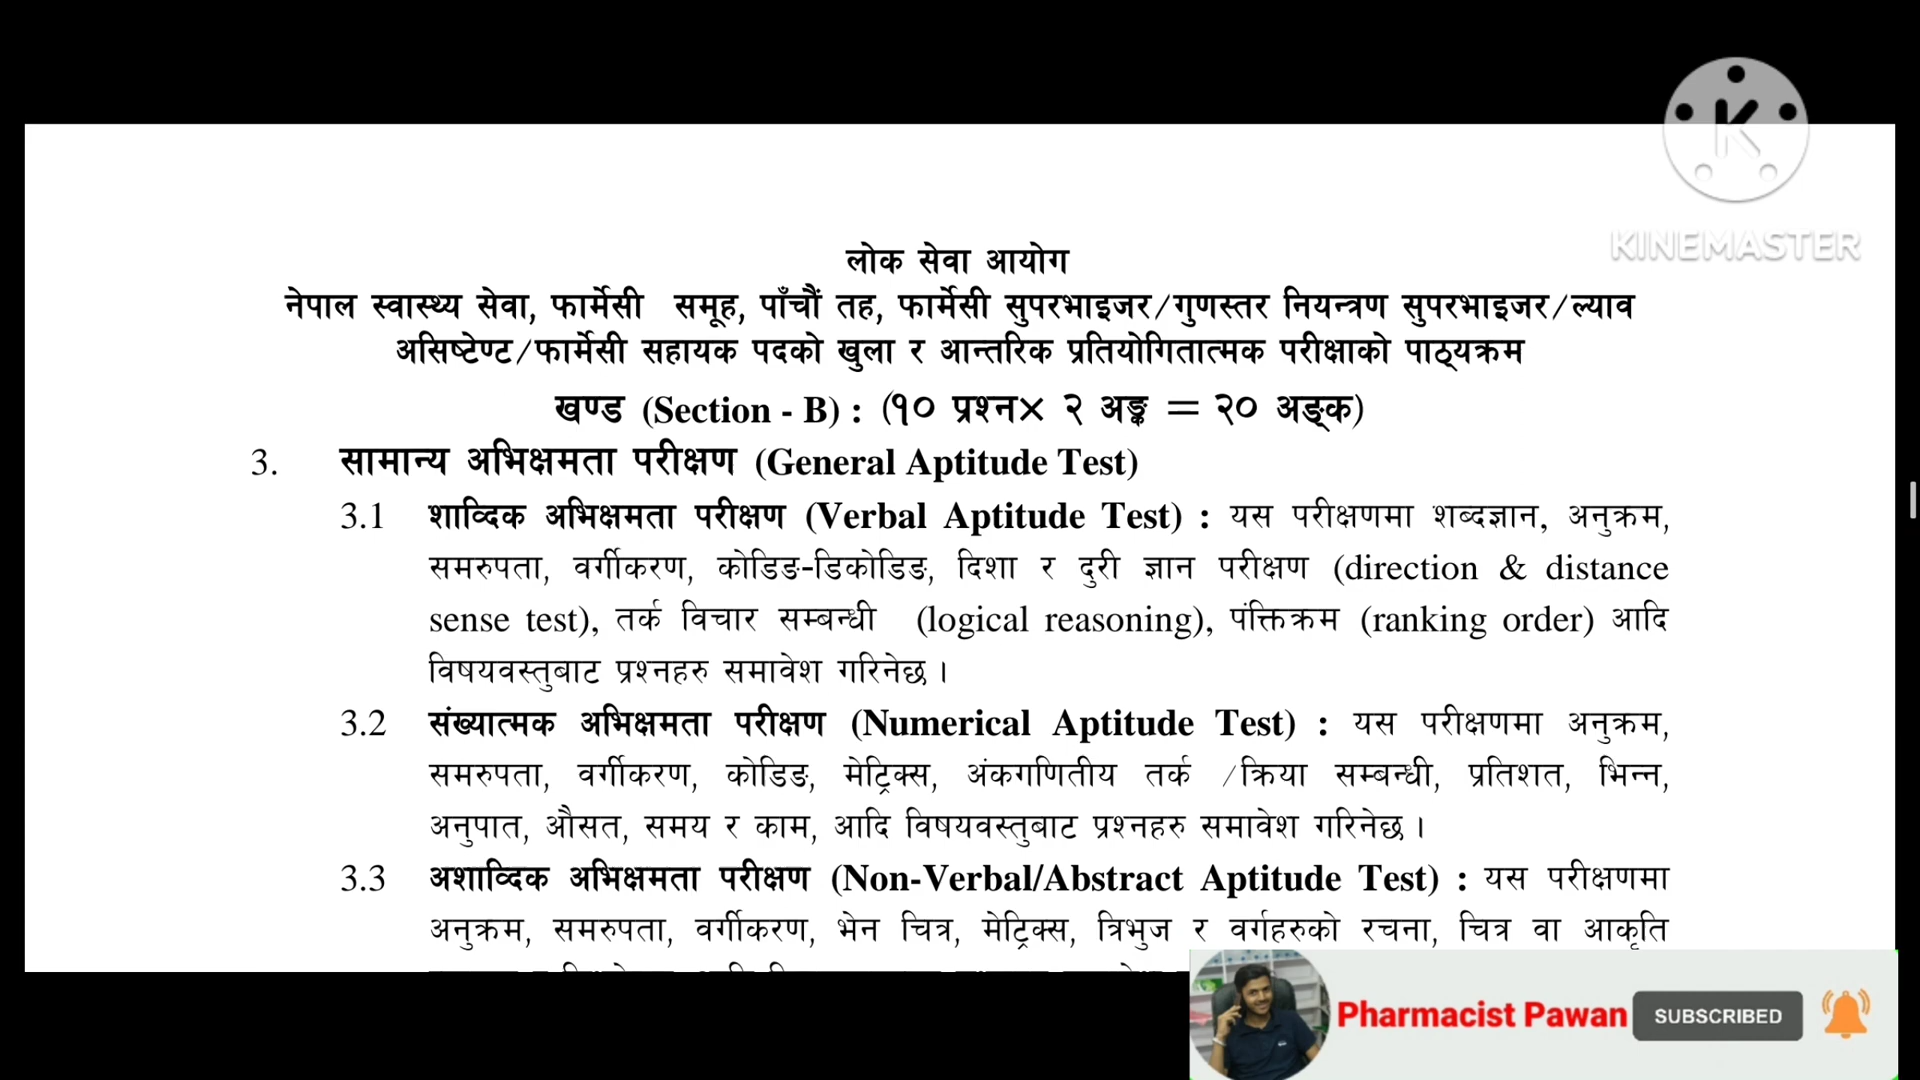 K
KINEMASTER
लोक सेवा आयोग
नेपाल स्वास्थ्य सेवा, फार्मेसी समूह, पाँचौं तह, फार्मेसी सुपरभाइजर/गुणस्तर नियन्त्रण सुपरभाइजर/ल्याव
असिष्टेण्ट/फार्मेसी सहायक पदको खुला र आन्तरिक प्रतियोगितात्मक परीक्षाको पाठ्यक्रम
खण्ड (Section - B) : (१० प्रश्न× २ अङ्क = २० अङ्क)
3. सामान्य अभिक्षमता परीक्षण (General Aptitude Test)
3.1 शाव्दिक अभिक्षमता परीक्षण (Verbal Aptitude Test) : यस परीक्षणमा शब्दज्ञान, अनुक्रम,
समरुपता, वर्गीकरण, कोडिङ-डिकोडिङ, दिशा र दुरी ज्ञान परीक्षण (direction & distance
sense test), तर्क विचार सम्बन्धी (logical reasoning), पंक्तिक्रम (ranking order) आदि
विषयवस्तुबाट प्रश्नहरु समावेश गरिनेछ ।
3.2 संख्यात्मक अभिक्षमता परीक्षण (Numerical Aptitude Test) : यस परीक्षणमा अनुक्रम,
समरुपता, वर्गीकरण, कोडिङ, मेट्रिक्स, अंकगणितीय तर्क /क्रिया सम्बन्धी, प्रतिशत, भिन्न,
अनुपात, औसत, समय र काम, आदि विषयवस्तुबाट प्रश्नहरु समावेश गरिनेछ ।
3.3 अशाव्दिक अभिक्षमता परीक्षण (Non-Verbal/Abstract Aptitude Test) : यस परीक्षणमा
अनुक्रम, समरुपता, वर्गीकरण, भेन चित्र, मेट्रिक्स, त्रिभुज र वर्गहरुको रचना, चित्र वा आकृति
Pharmacist Pawan SUBSCRIBED